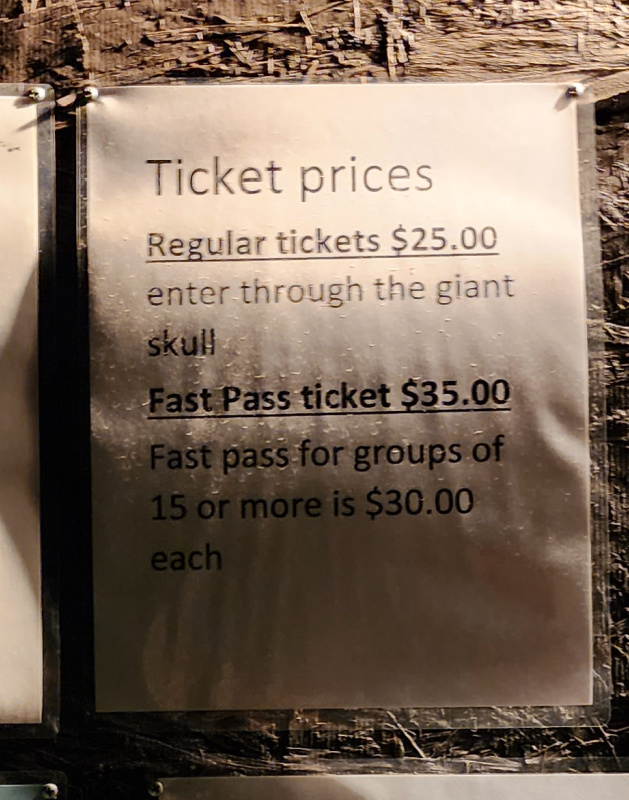 Ticket prices
Regular tickets $25.00
enter through the giant
skull
Fast Pass ticket $35.00
Fast pass for groups of
15 or more is $30.00
each